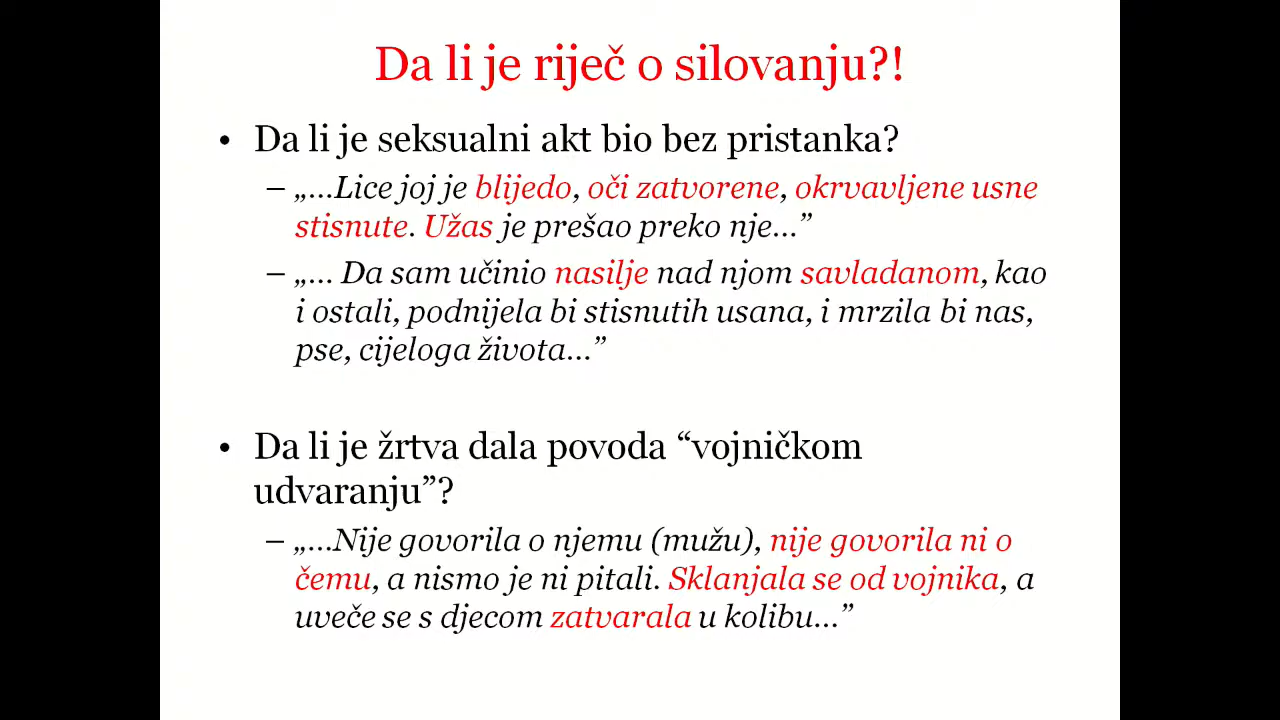 Da li je riječ o silovanju?!
• Da li je seksualni akt bio bez pristanka?
– „...Lice joj je blijedo, oči zatvorene, okrvavljene usne
stisnute. Užas je prešao preko nje...”
– „... Da sam učinio nasilje nad njom savladanom, kao
i ostali, podnijela bi stisnutih usana, i mrzila bi nas,
pse, cijeloga života...”
• Da li je žrtva dala povoda “vojničkom
udvaranju”?
– „...Nije govorila o njemu (mužu), nije govorila ni o
čemu, a nismo je ni pitali. Sklanjala se od vojnika, a
uveče se s djecom zatvarala u kolibu...”